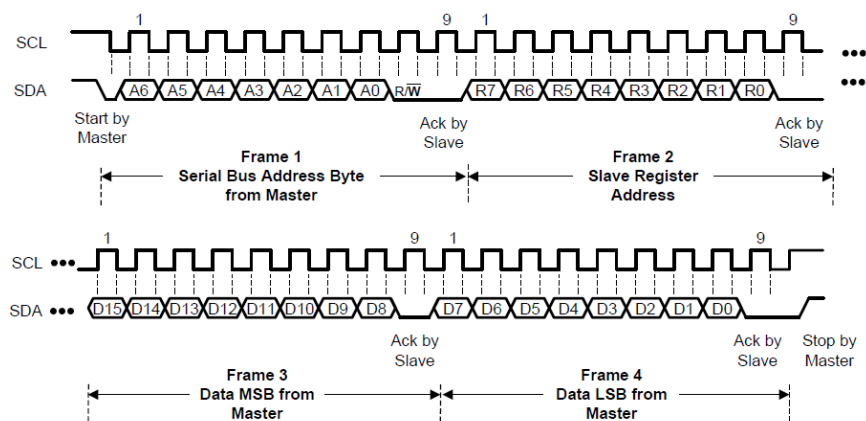 1 9 1 9
SCL •••
SDA A6 A5 A4 A3 A2 A1 A0 R/W̅ R7 R6 R5 R4 R3 R2 R1 R0 •••
Start by
Master
Ack by
Slave
Ack by
Slave
Frame 1
Serial Bus Address Byte
from Master
Frame 2
Slave Register
Address
1 9 1 9
SCL •••
SDA ••• D15 D14 D13 D12 D11 D10 D9 D8 D7 D6 D5 D4 D3 D2 D1 D0
Ack by
Slave
Ack by
Slave
Stop by
Master
Frame 3
Data MSB from
Master
Frame 4
Data LSB from
Master